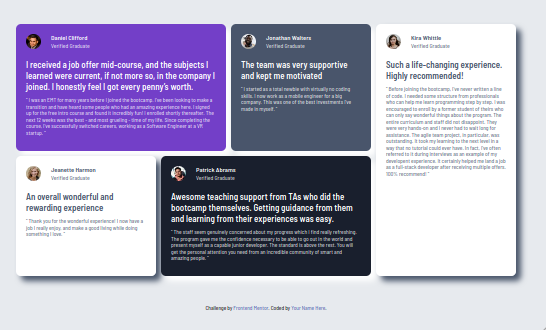 Daniel Clifford
Verified Graduate
I received a job offer mid-course, and the subjects I
learned were current, if not more so, in the company I
joined. I honestly feel I got every penny's worth.
" I was an EMT for many years before I joined the bootcamp. I've been looking to make a
transition and have heard some people who had an amazing experience here. I signed
up for the free intro course and found it incredibly fun! I enrolled shortly thereafter. The
next 12 weeks was the best - and most grueling - time of my life. Since completing the
course, I've successfully switched careers, working as a Software Engineer at a VR
startup. "
Jonathan Walters
Verified Graduate
The team was very supportive
and kept me motivated
" I started as a total newbie with virtually no coding
skills. I now work as a mobile engineer for a big
company. This was one of the best investments I've
made in myself. "
Kira Whittle
Verified Graduate
Such a life-changing experience.
Highly recommended!
" Before joining the bootcamp, I've never written a line
of code. I needed some structure from professionals
who can help me learn programming step by step. I was
encouraged to enroll by a former student of theirs who
can only say wonderful things about the program. The
entire curriculum and staff did not disappoint. They
were very hands-on and I never had to wait long for
assistance. The agile team project, in particular, was
outstanding. It took my learning to the next level in a
way that no tutorial could ever have. In fact, I've often
referred to it during interviews as an example of my
developent experience. It certainly helped me land a job
as a full-stack developer after receiving multiple offers.
100% recommend! "
Jeanette Harmon
Verified Graduate
An overall wonderful and
rewarding experience
" Thank you for the wonderful experience! I now have a
job I really enjoy, and make a good living while doing
something I love. "
Patrick Abrams
Verified Graduate
Awesome teaching support from TAs who did the
bootcamp themselves. Getting guidance from them
and learning from their experiences was easy.
" The staff seem genuinely concerned about my progress which I find really refreshing.
The program gave me the confidence necessary to be able to go out in the world and
present myself as a capable junior developer. The standard is above the rest. You will
get the personal attention you need from an incredible community of smart and
amazing people. "
Challenge by Frontend Mentor. Coded by Your Name Here.